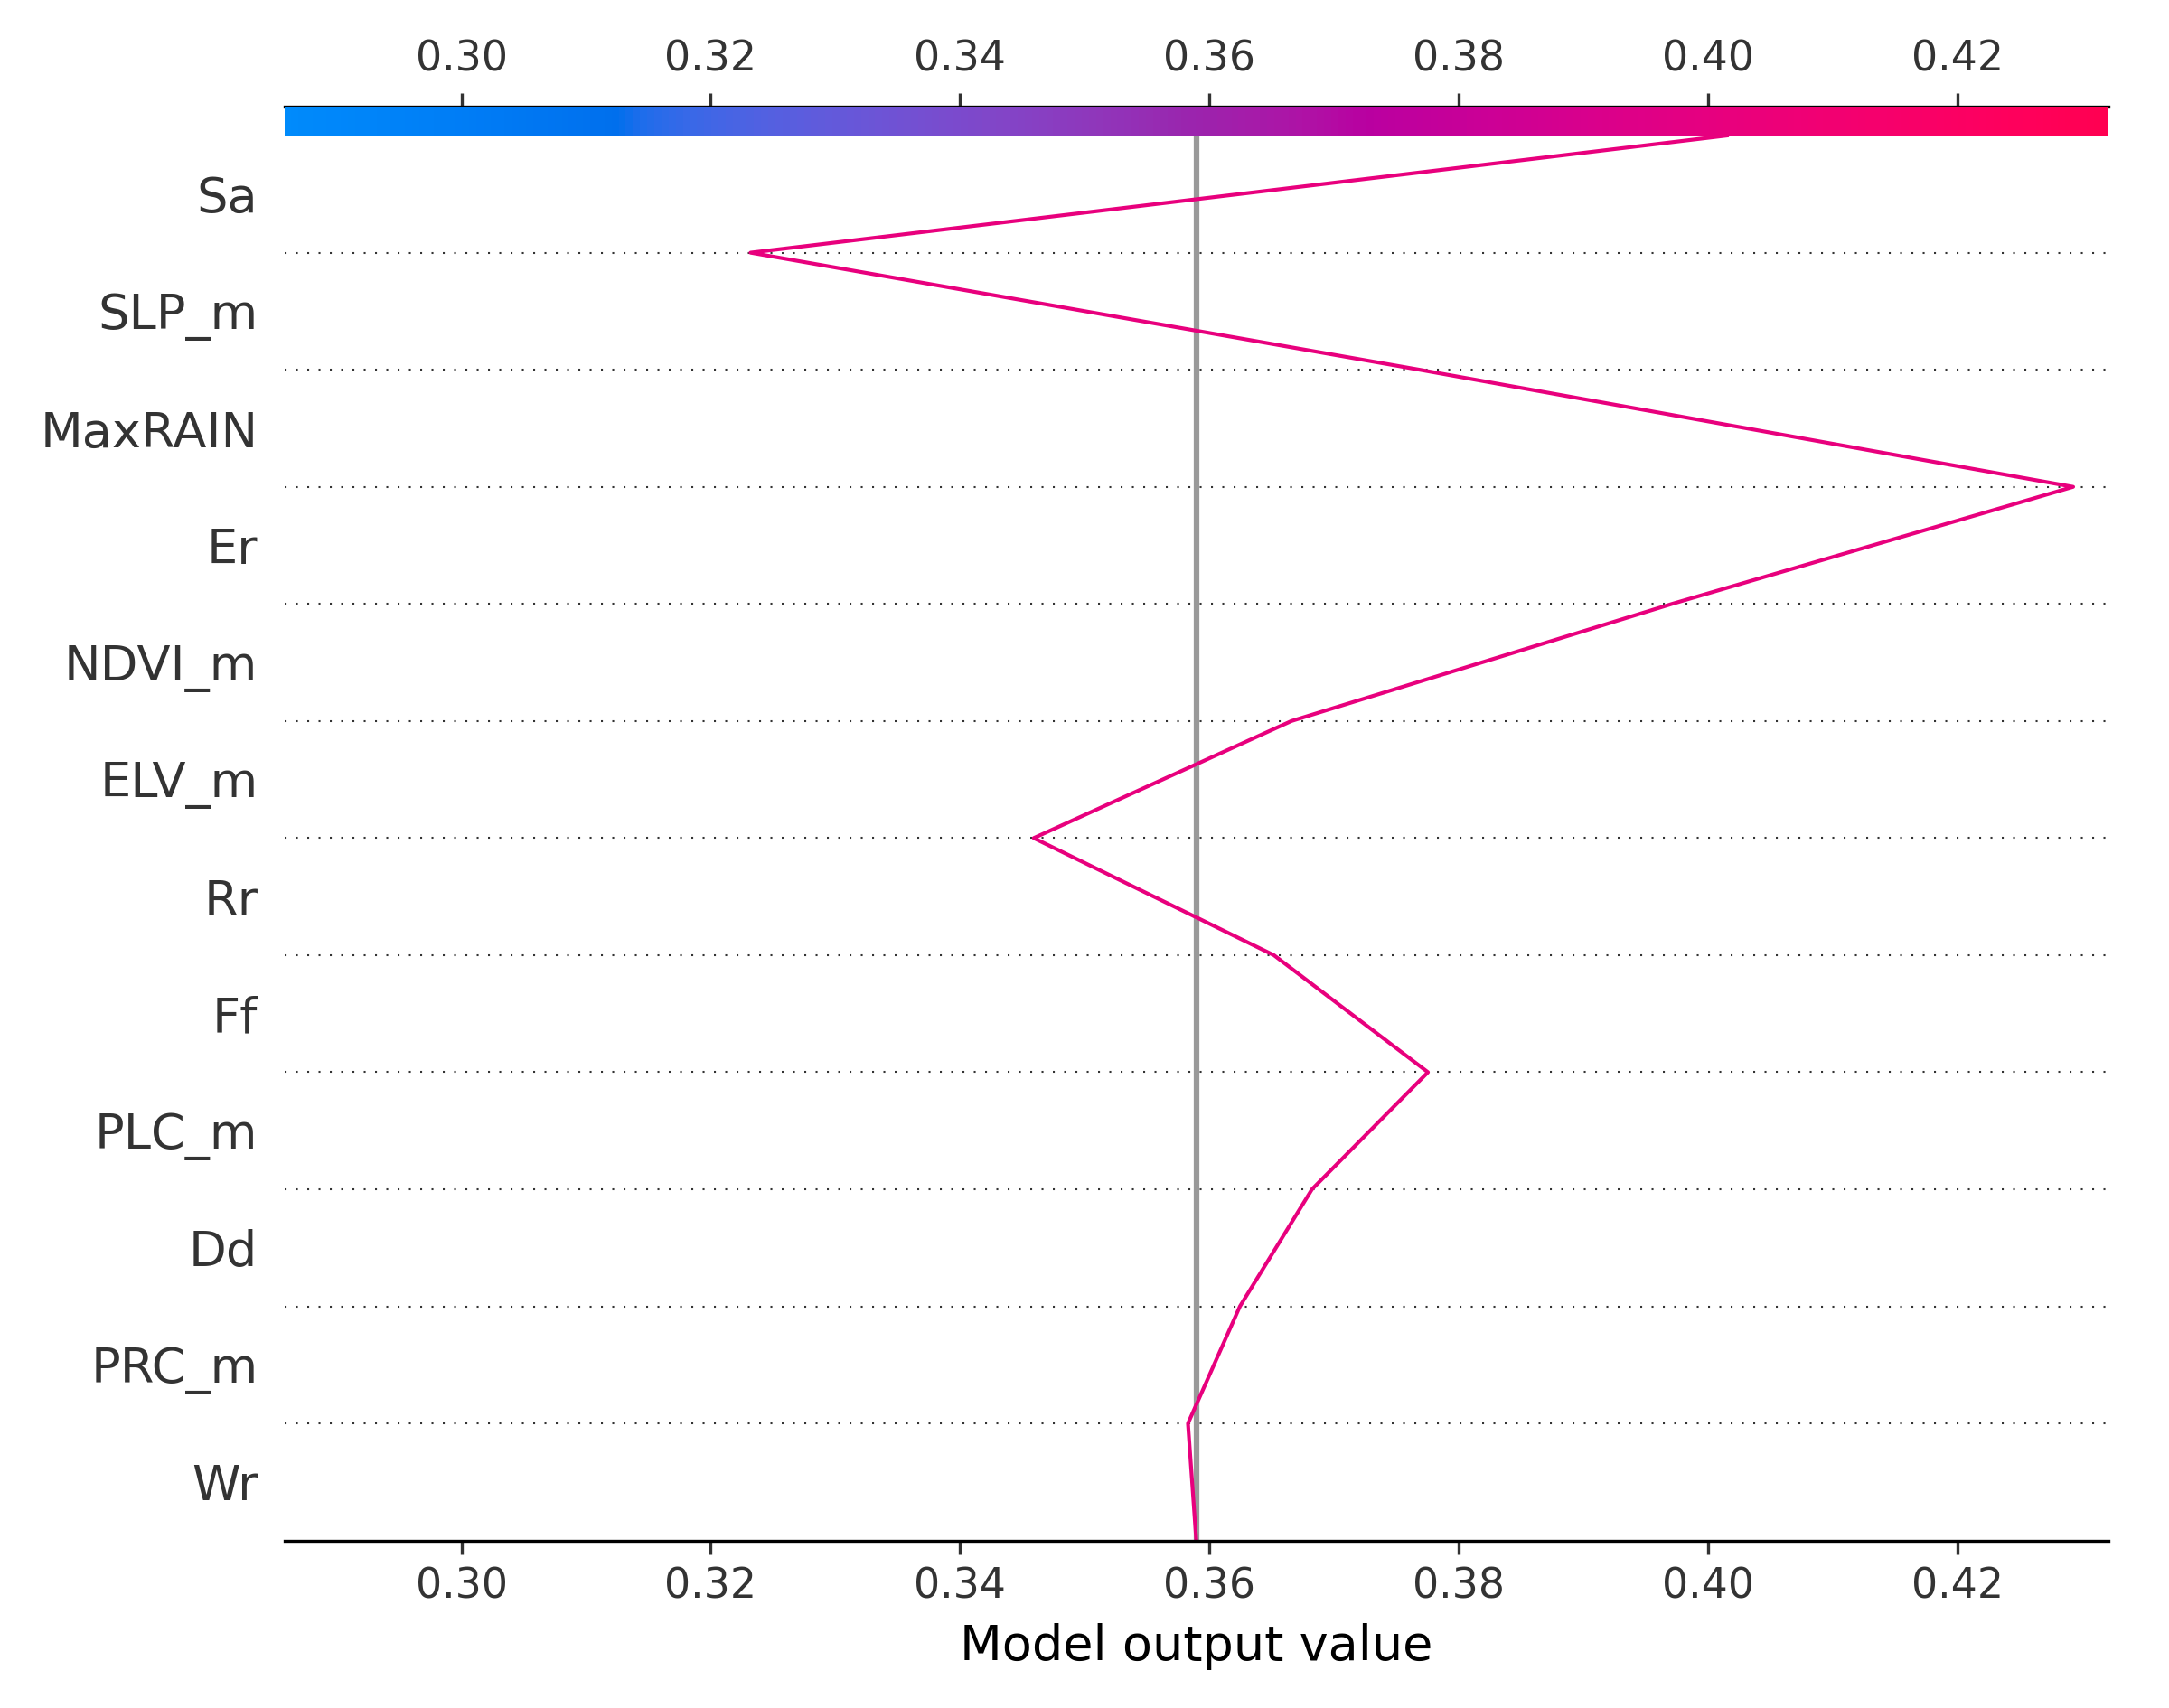 0.30 0.32 0.34 0.36 0.38 0.40 0.42
Sa
SLP_m
MaxRAIN
Er
NDVI_m
ELV_m
Rr
Ff
PLC_m
Dd
PRC_m
Wr
0.30 0.32 0.34 0.36 0.38 0.40 0.42
Model output value